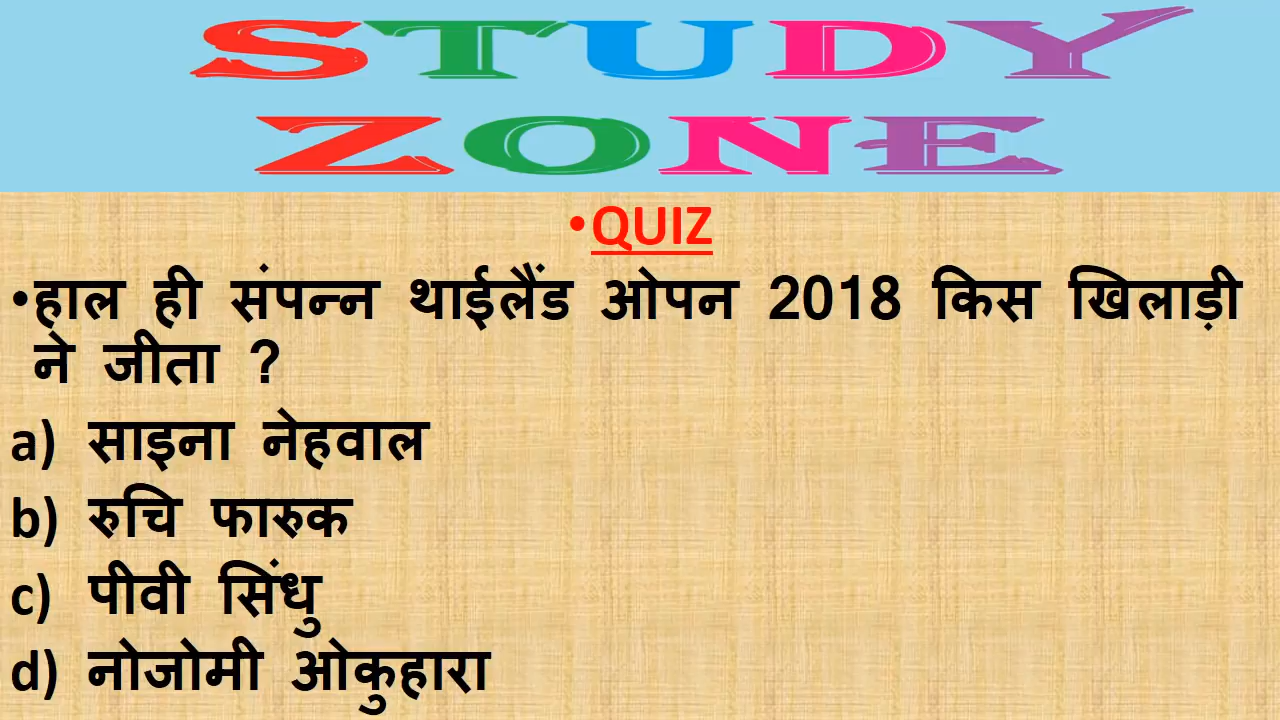 STUDY
ZONE
•QUIZ
•हाल ही संपन्न थाईलैंड ओपन 2018 किस खिलाड़ी
ने जीता ?
a) साइना नेहवाल
b) रुचि फारुक
c) पीवी सिंधु
d) नोजोमी ओकुहारा